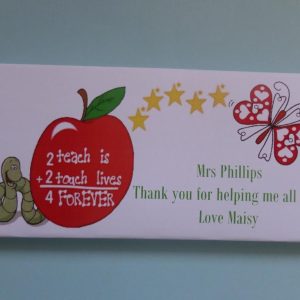 2 teach is
+ 2 touch lives
4 FOREVER
Mrs Phillips
Thank you for helping me all
Love Maisy